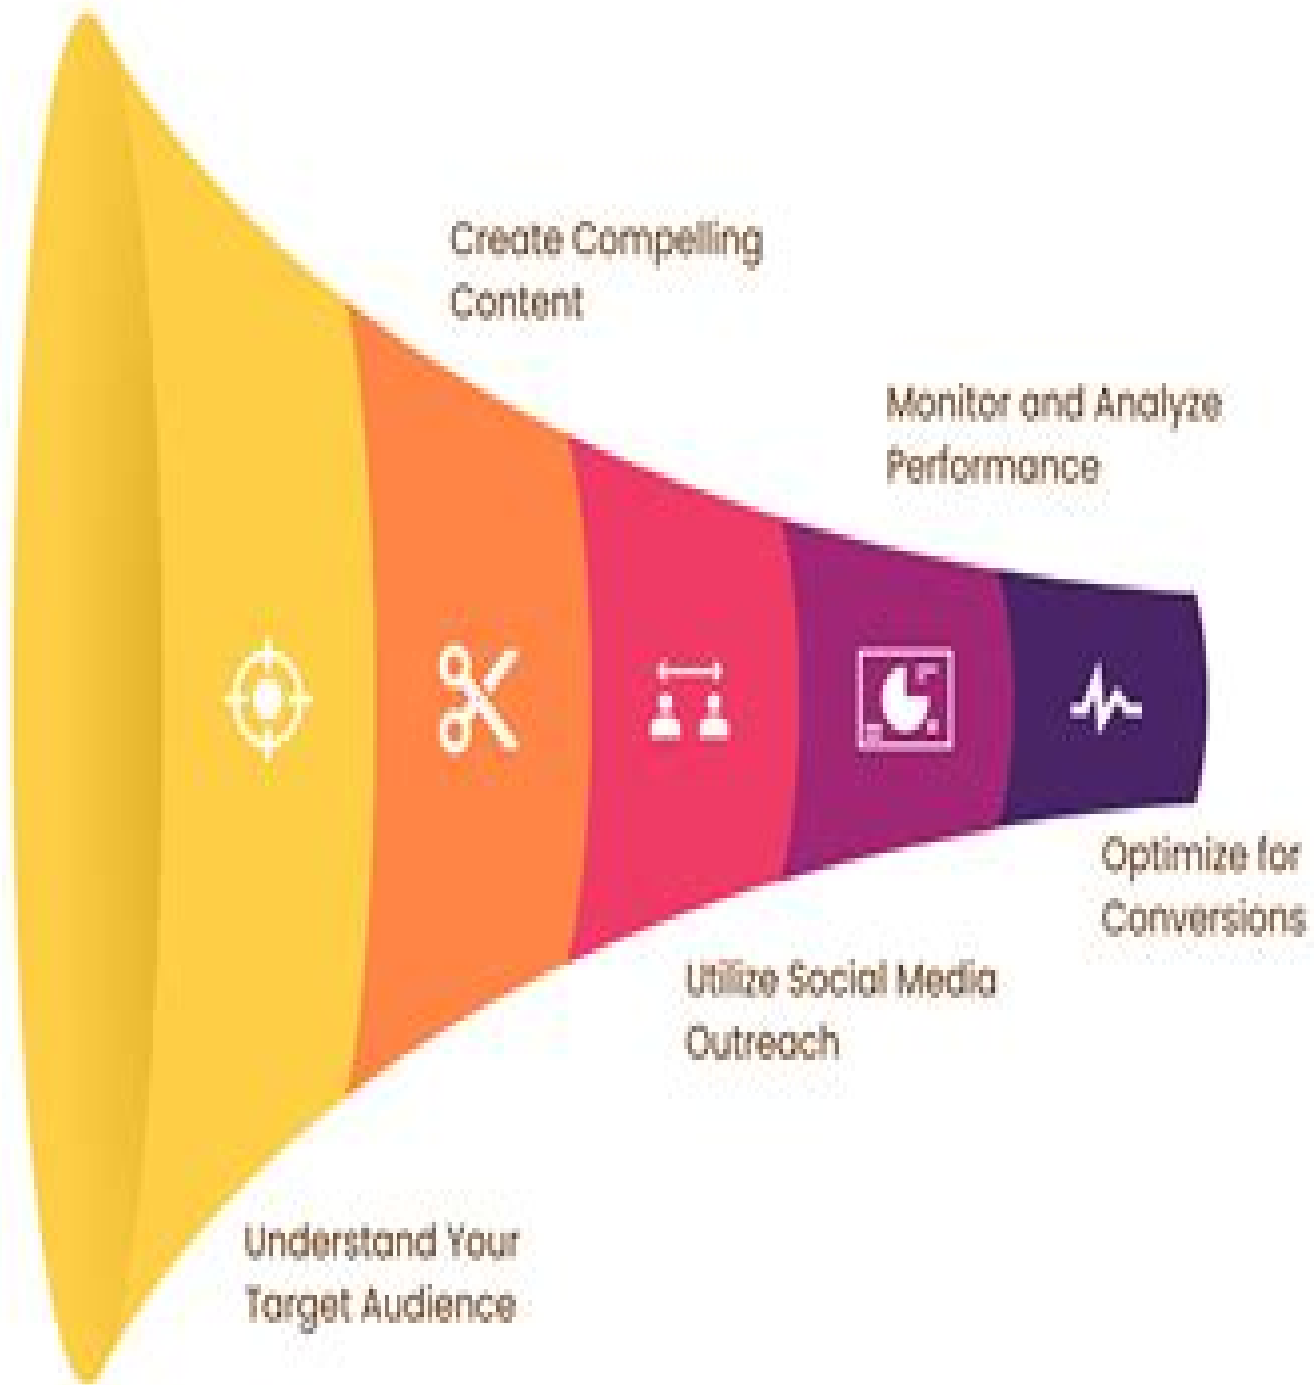 Create Compelling
Content
Monitor and Analyze
Performance
Optimize for
Conversions
Utilize Social Media
Outreach
Understand Your
Target Audience